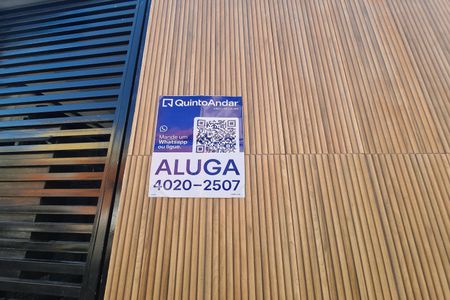 QuintoAndar
Mande um
Whatsapp
ou ligue.
ALUGA
4020-2507